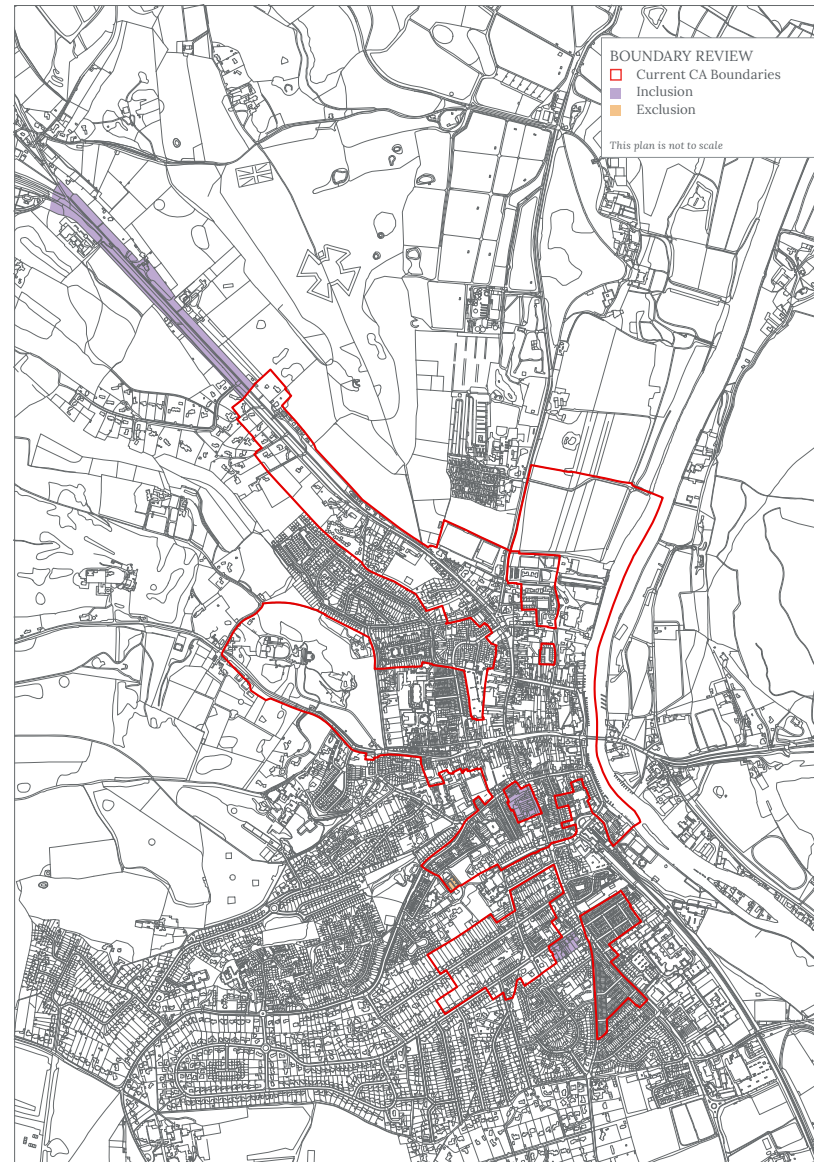 BOUNDARY REVIEW
Current CA Boundaries
Inclusion
Exclusion
This plan is not to scale